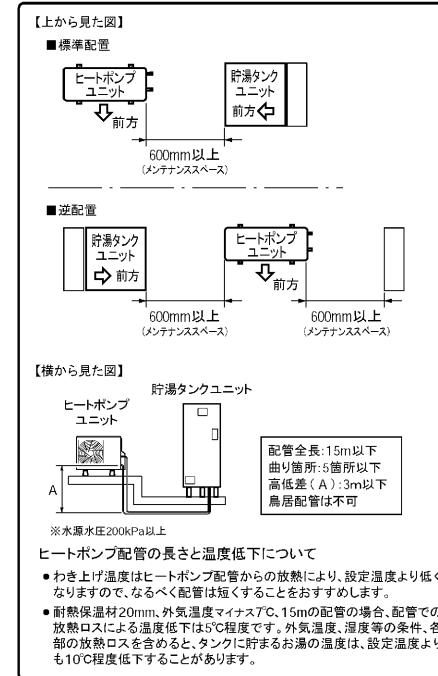 【上から見た図】
■標準配置
ヒートポンプ
ユニット
前方
貯湯タンク
ユニット
前方
600mm以上
(メンテナンススペース)
■逆配置
貯湯タンク
ユニット
前方
ヒートポンプ
ユニット
前方
600mm以上
(メンテナンススペース)
600mm以上
(メンテナンススペース)
【横から見た図】
貯湯タンクユニット
ヒートポンプ
ユニット
A
配管全長:15m以下
曲り箇所:5箇所以下
高低差(A):3m以下
鳥居配管は不可
※水源水圧200kPa以上
ヒートポンプ配管の長さと温度低下について
●わき上げ温度はヒートポンプ配管からの放熱により、設定温度より低く
なりますので、なるべく配管は短くすることをおすすめします。
●耐熱保温材20mm、外気温度マイナス7℃、15mの配管の場合、配管での
放熱ロスによる温度低下は5℃程度です。外気温度、湿度等の条件、各
部の放熱ロスを含めると、タンクに貯まるお湯の温度は、設定温度より
も10℃程度低下することがあります。